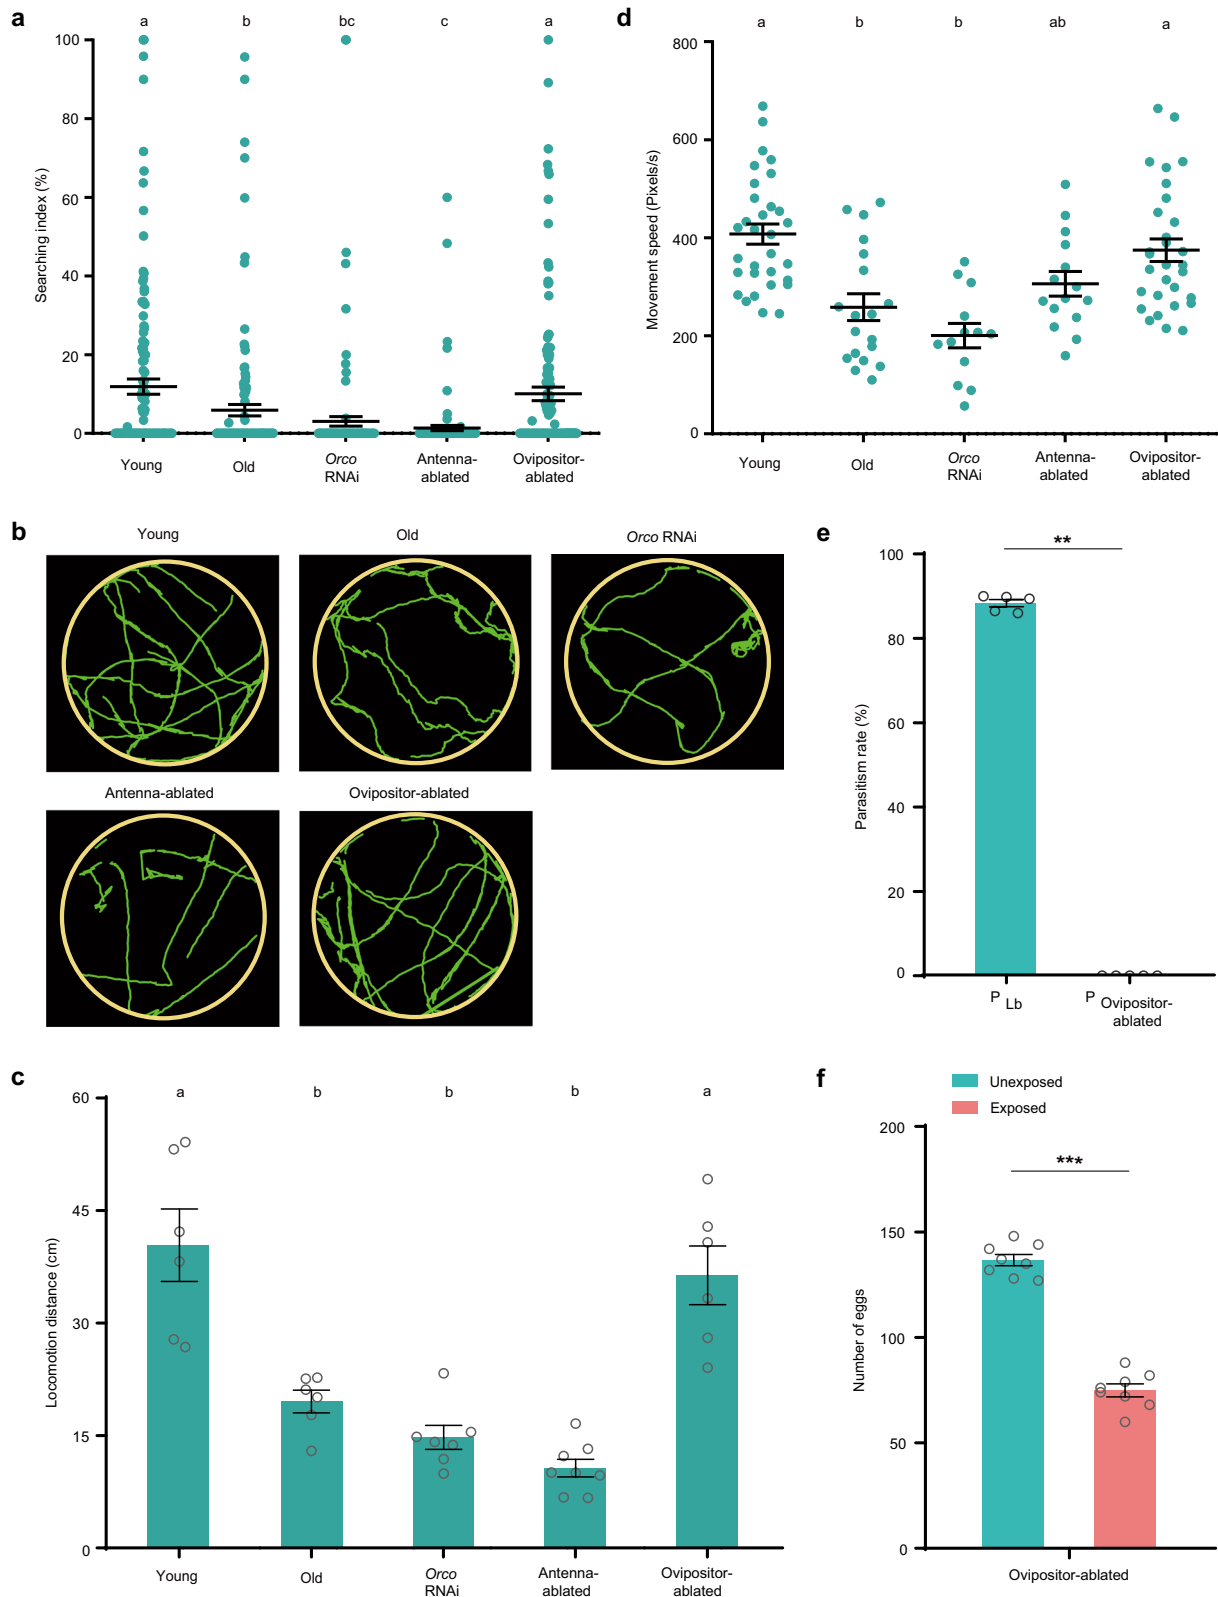 a
a b bc c a
100
80
60
40
20
0
Searching index (%)
Young Old Orco RNAi Antenna-ablated Ovipositor-ablated
d
a b b ab a
800
600
400
200
0
Movement speed (Pixels/s)
Young Old Orco RNAi Antenna-ablated Ovipositor-ablated
b
Young Old Orco RNAi
Antenna-ablated Ovipositor-ablated
e
**
100
80
60
40
20
0
Parasitism rate (%)
P Lb P Ovipositor-ablated
c
a b b b a
60
45
30
15
0
Locomotion distance (cm)
Young Old Orco RNAi Antenna-ablated Ovipositor-ablated
f
Unexposed
Exposed
***
200
150
100
50
0
Number of eggs
Ovipositor-ablated